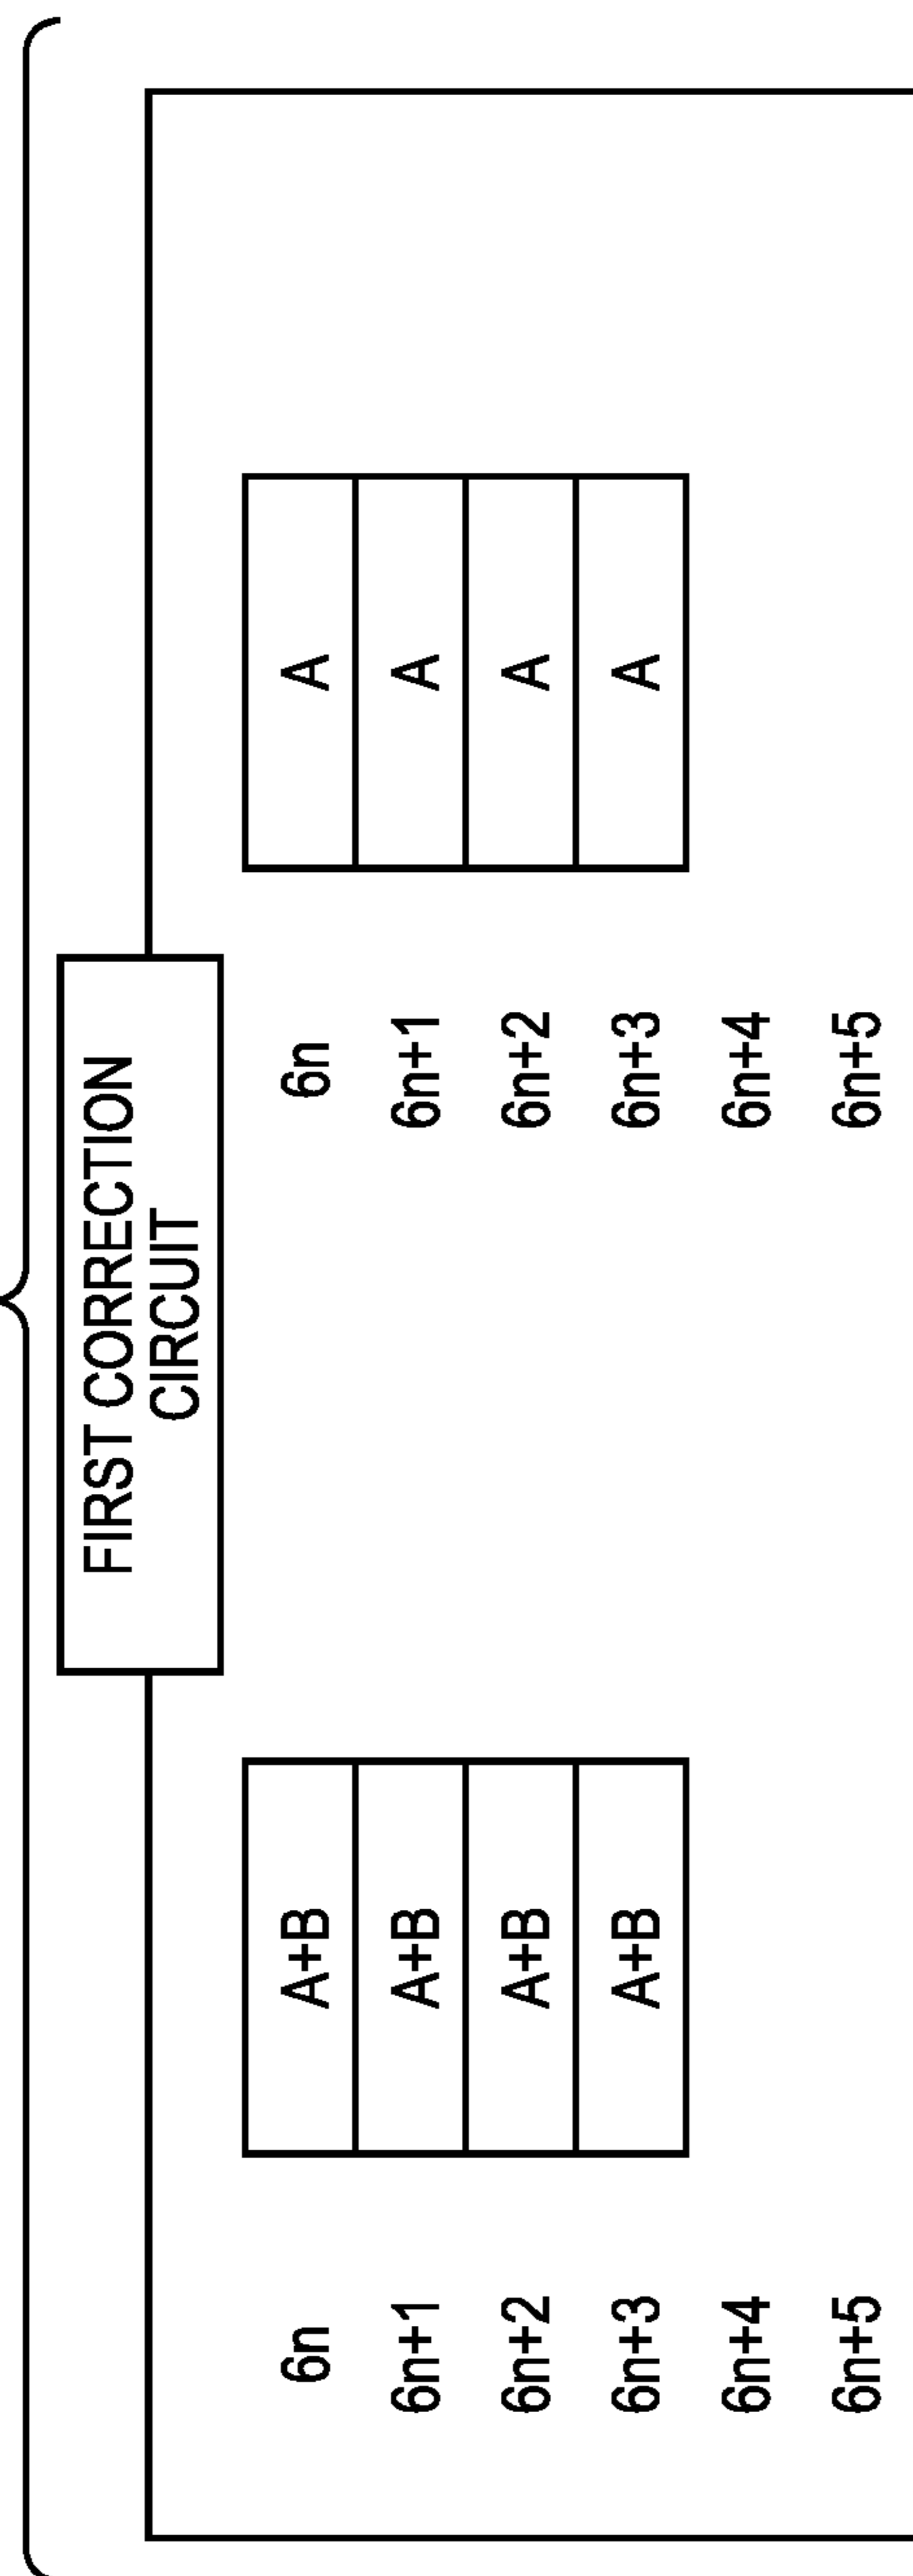 FIRST CORRECTION
CIRCUIT
6n
A+B
6n
A
6n+1
A+B
6n+1
A
6n+2
A+B
6n+2
A
6n+3
A+B
6n+3
A
6n+4
6n+4
6n+5
6n+5